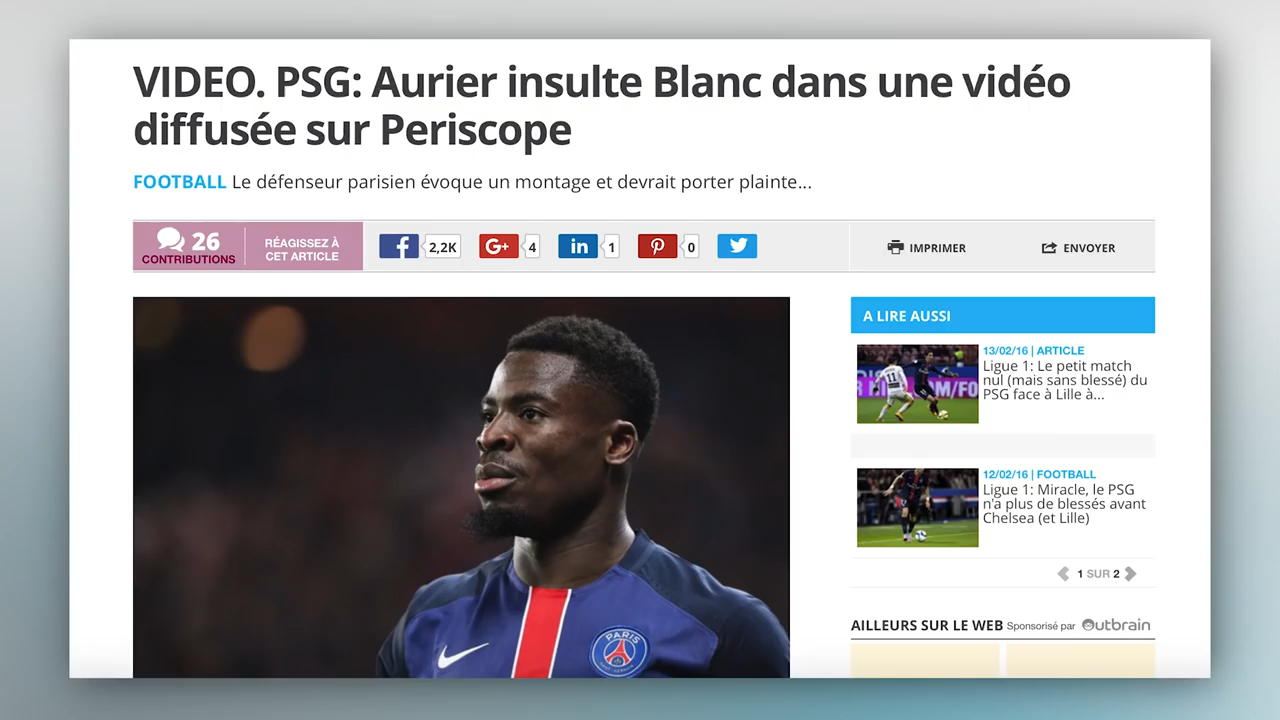 VIDEO. PSG: Aurier insulte Blanc dans une vidéo
diffusée sur Periscope
FOOTBALL Le défenseur parisien évoque un montage et devrait porter plainte...
26
CONTRIBUTIONS
RÉAGISSEZ À
CET ARTICLE
2,2K
G+ 4
in 1
0
IMPRIMER
ENVOYER
A LIRE AUSSI
13/02/16 | ARTICLE
Ligue 1: Le petit match
nul (mais sans blessé) du
PSG face à Lille à...
12/02/16 | FOOTBALL
Ligue 1: Miracle, le PSG
n'a plus de blessés avant
Chelsea (et Lille)
1 SUR 2
AILLEURS SUR LE WEB Sponsorisé par Outbrain
PARIS
11